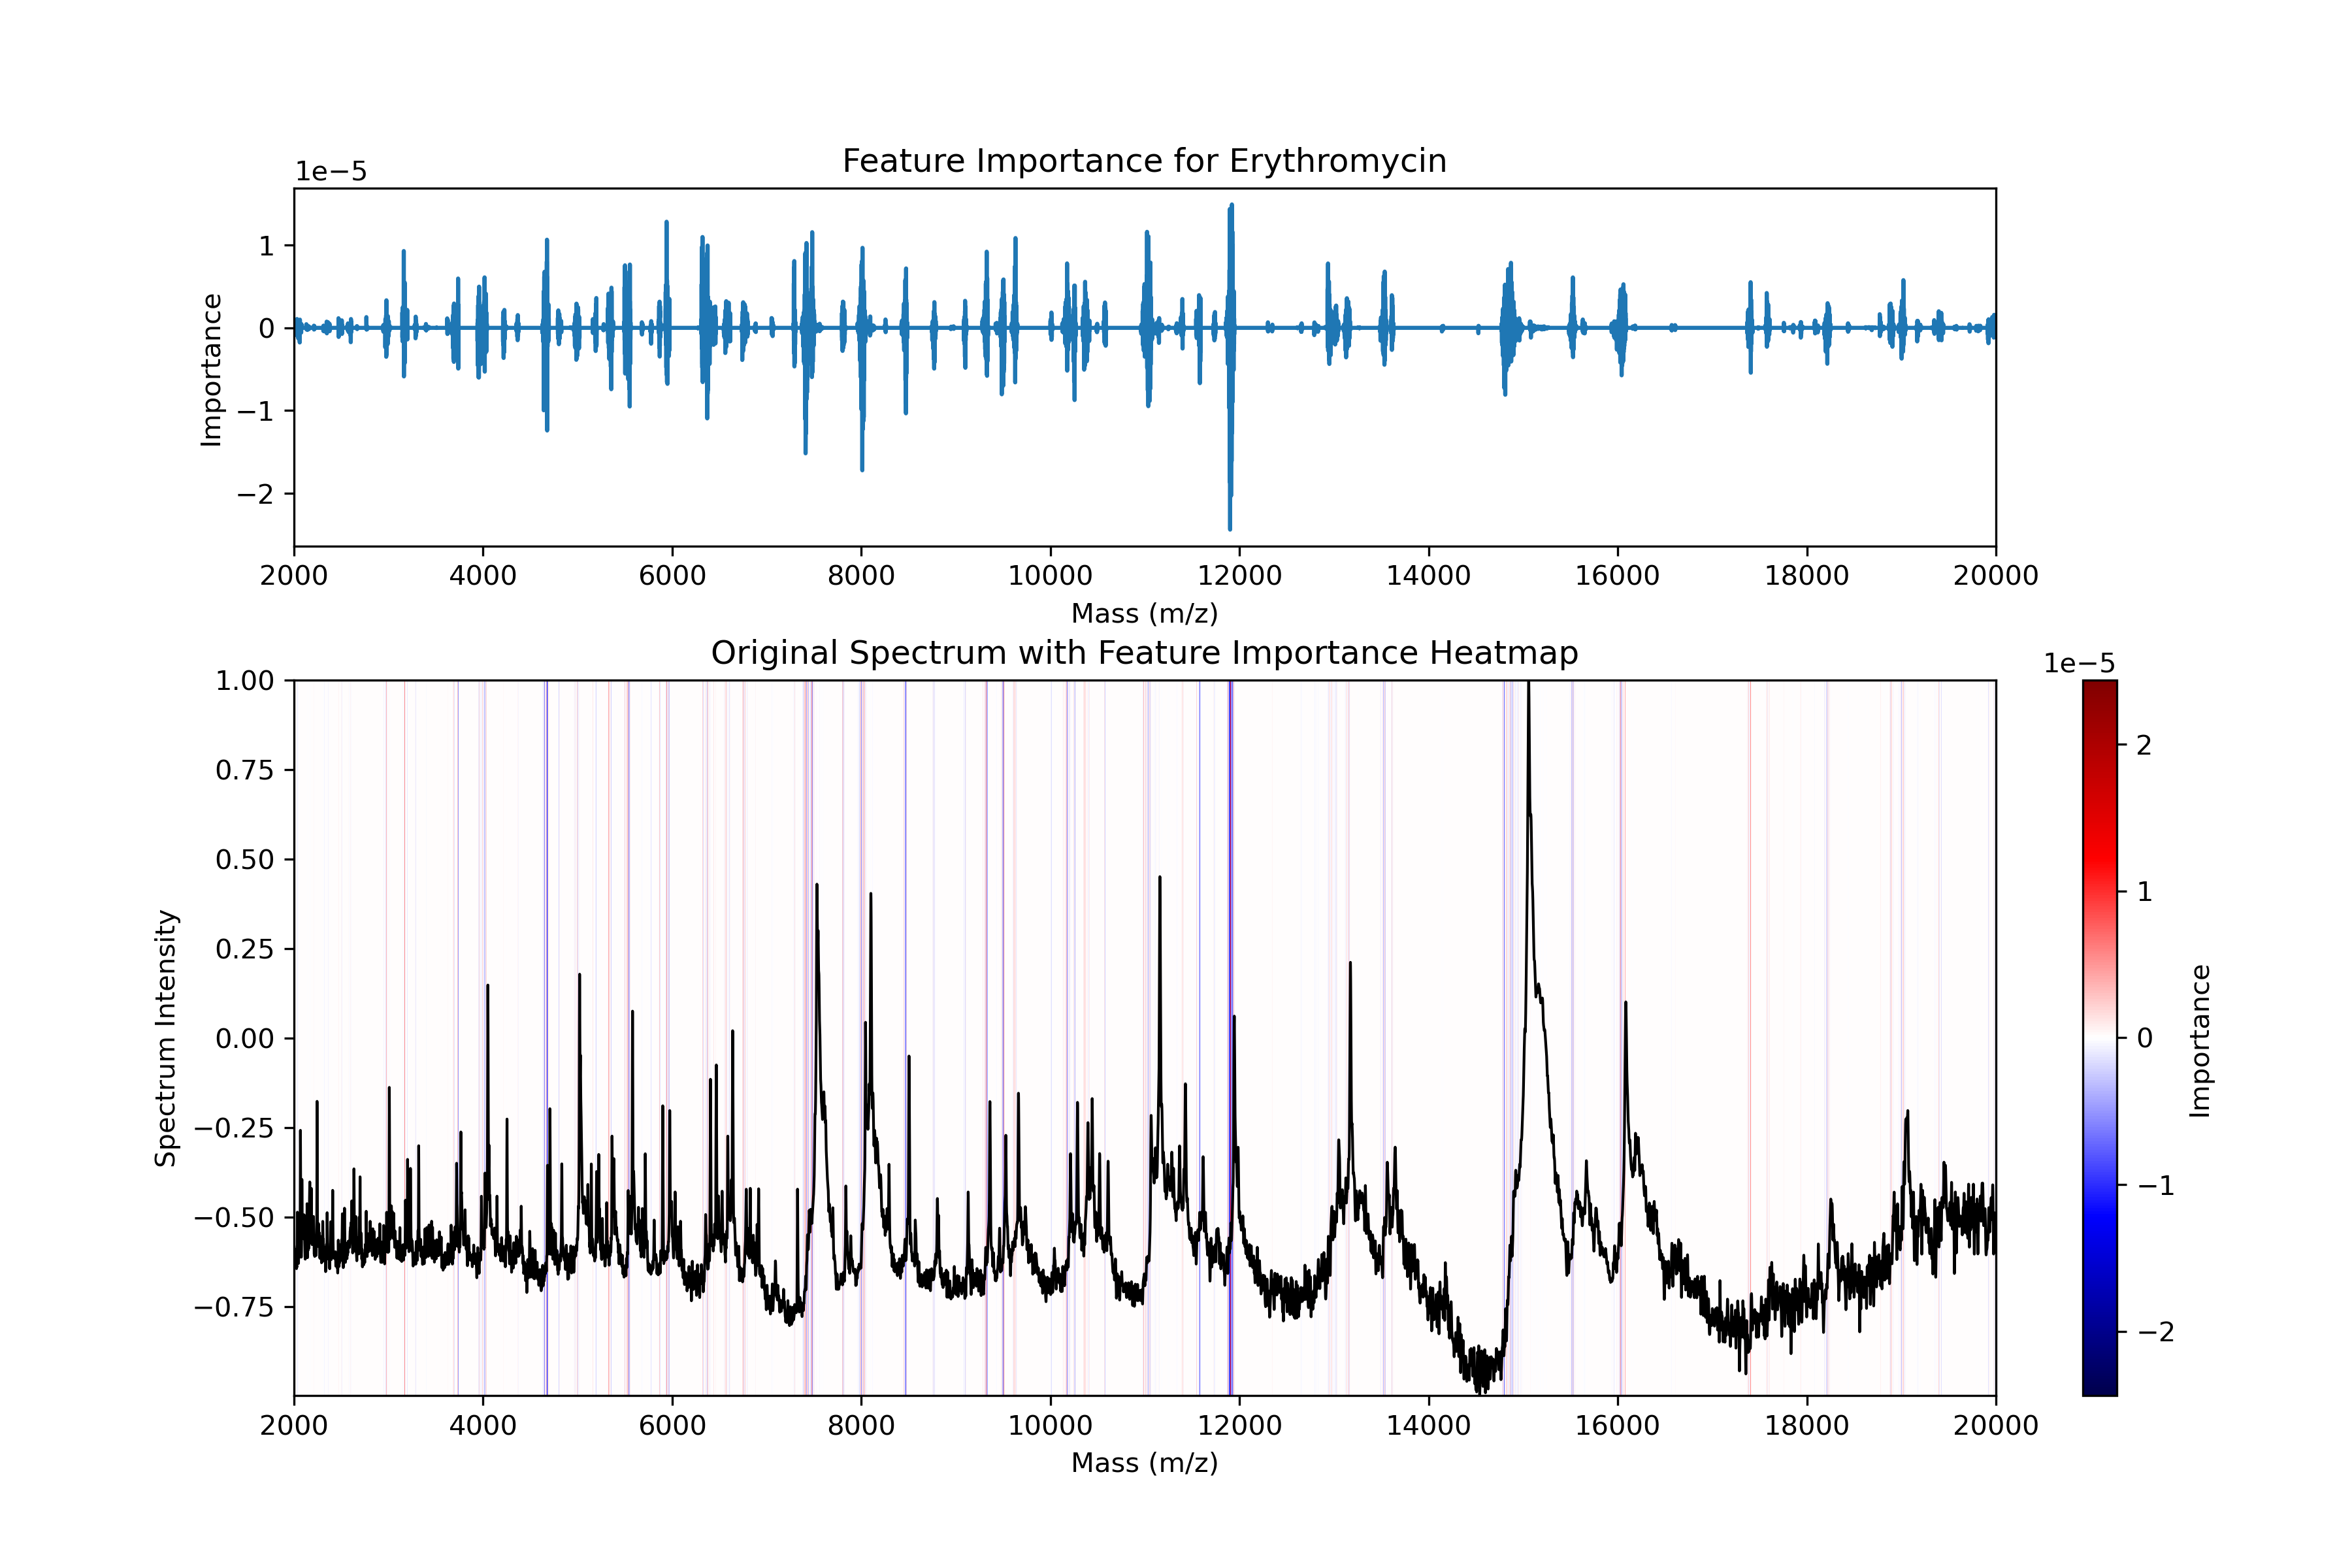 Feature Importance for Erythromycin
1e−5
1
0
−1
−2
Importance
2000 4000 6000 8000 10000 12000 14000 16000 18000 20000
Mass (m/z)
Original Spectrum with Feature Importance Heatmap
1.00
0.75
0.50
0.25
0.00
−0.25
−0.50
−0.75
Spectrum Intensity
2000 4000 6000 8000 10000 12000 14000 16000 18000 20000
Mass (m/z)
1e−5
2
1
0
−1
−2
Importance